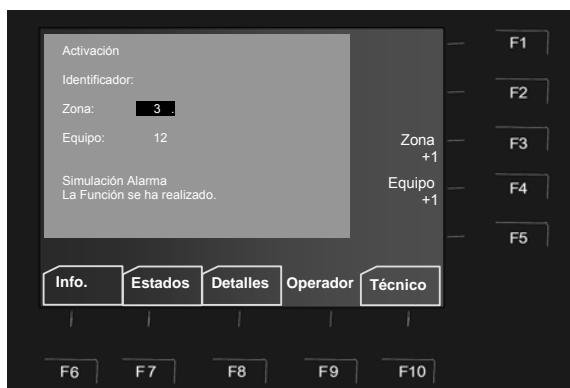 Activación
Identificador:
Zona: 3 .
Equipo: 12
Simulación Alarma
La Función se ha realizado.
Zona
+1
Equipo
+1
F1
F2
F3
F4
F5
Info. Estados Detalles Operador Técnico
F6 F7 F8 F9 F10